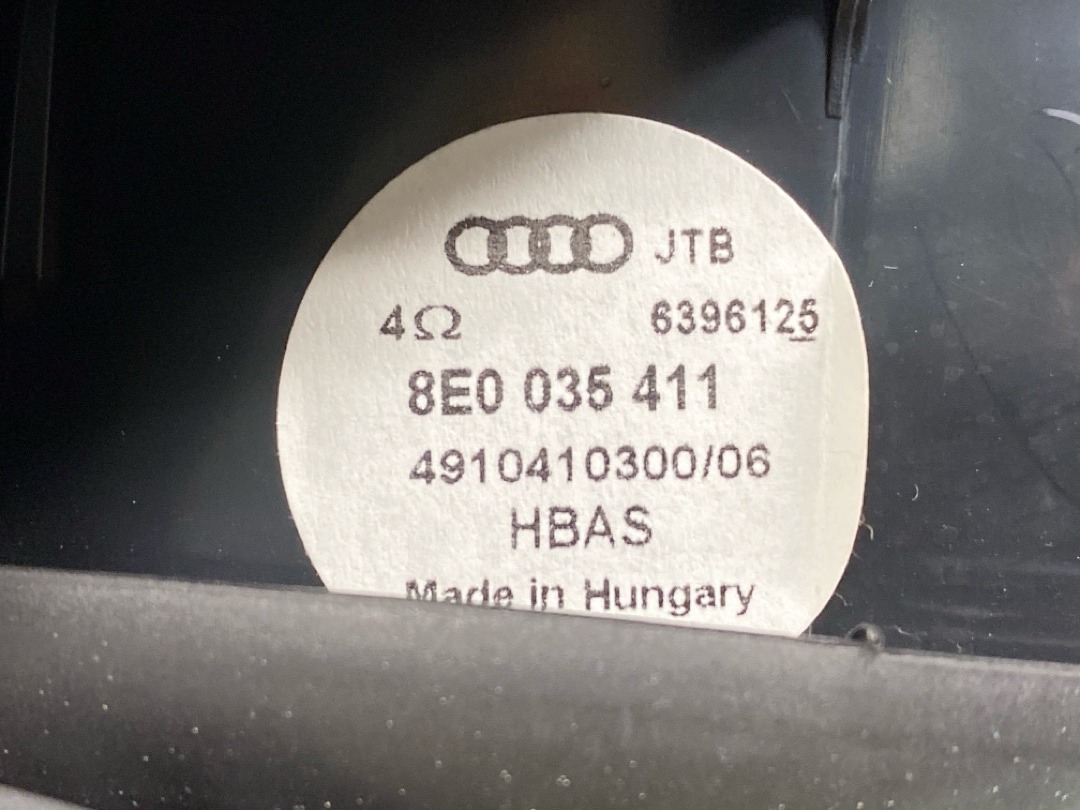 JTB
4Ω 6396125
8E0 035 411
4910410300/06
HBAS
Made in Hungary